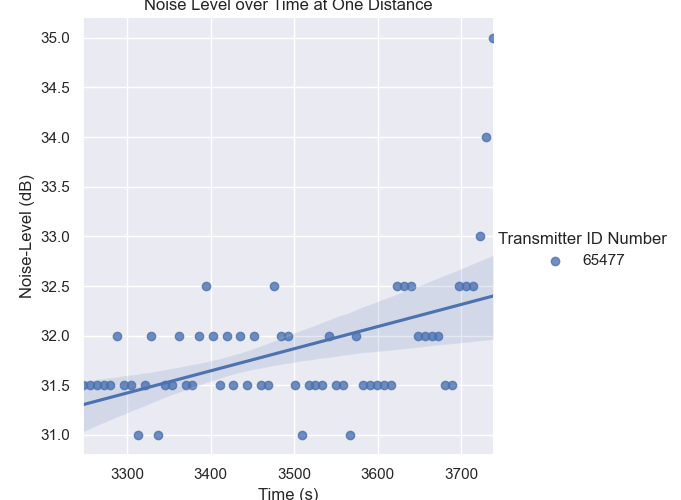 Noise Level over Time at One Distance
35.0
34.5
34.0
33.5
33.0
32.5
32.0
31.5
31.0
Noise-Level (dB)
3300 3400 3500 3600 3700
Time (s)
Transmitter ID Number
65477